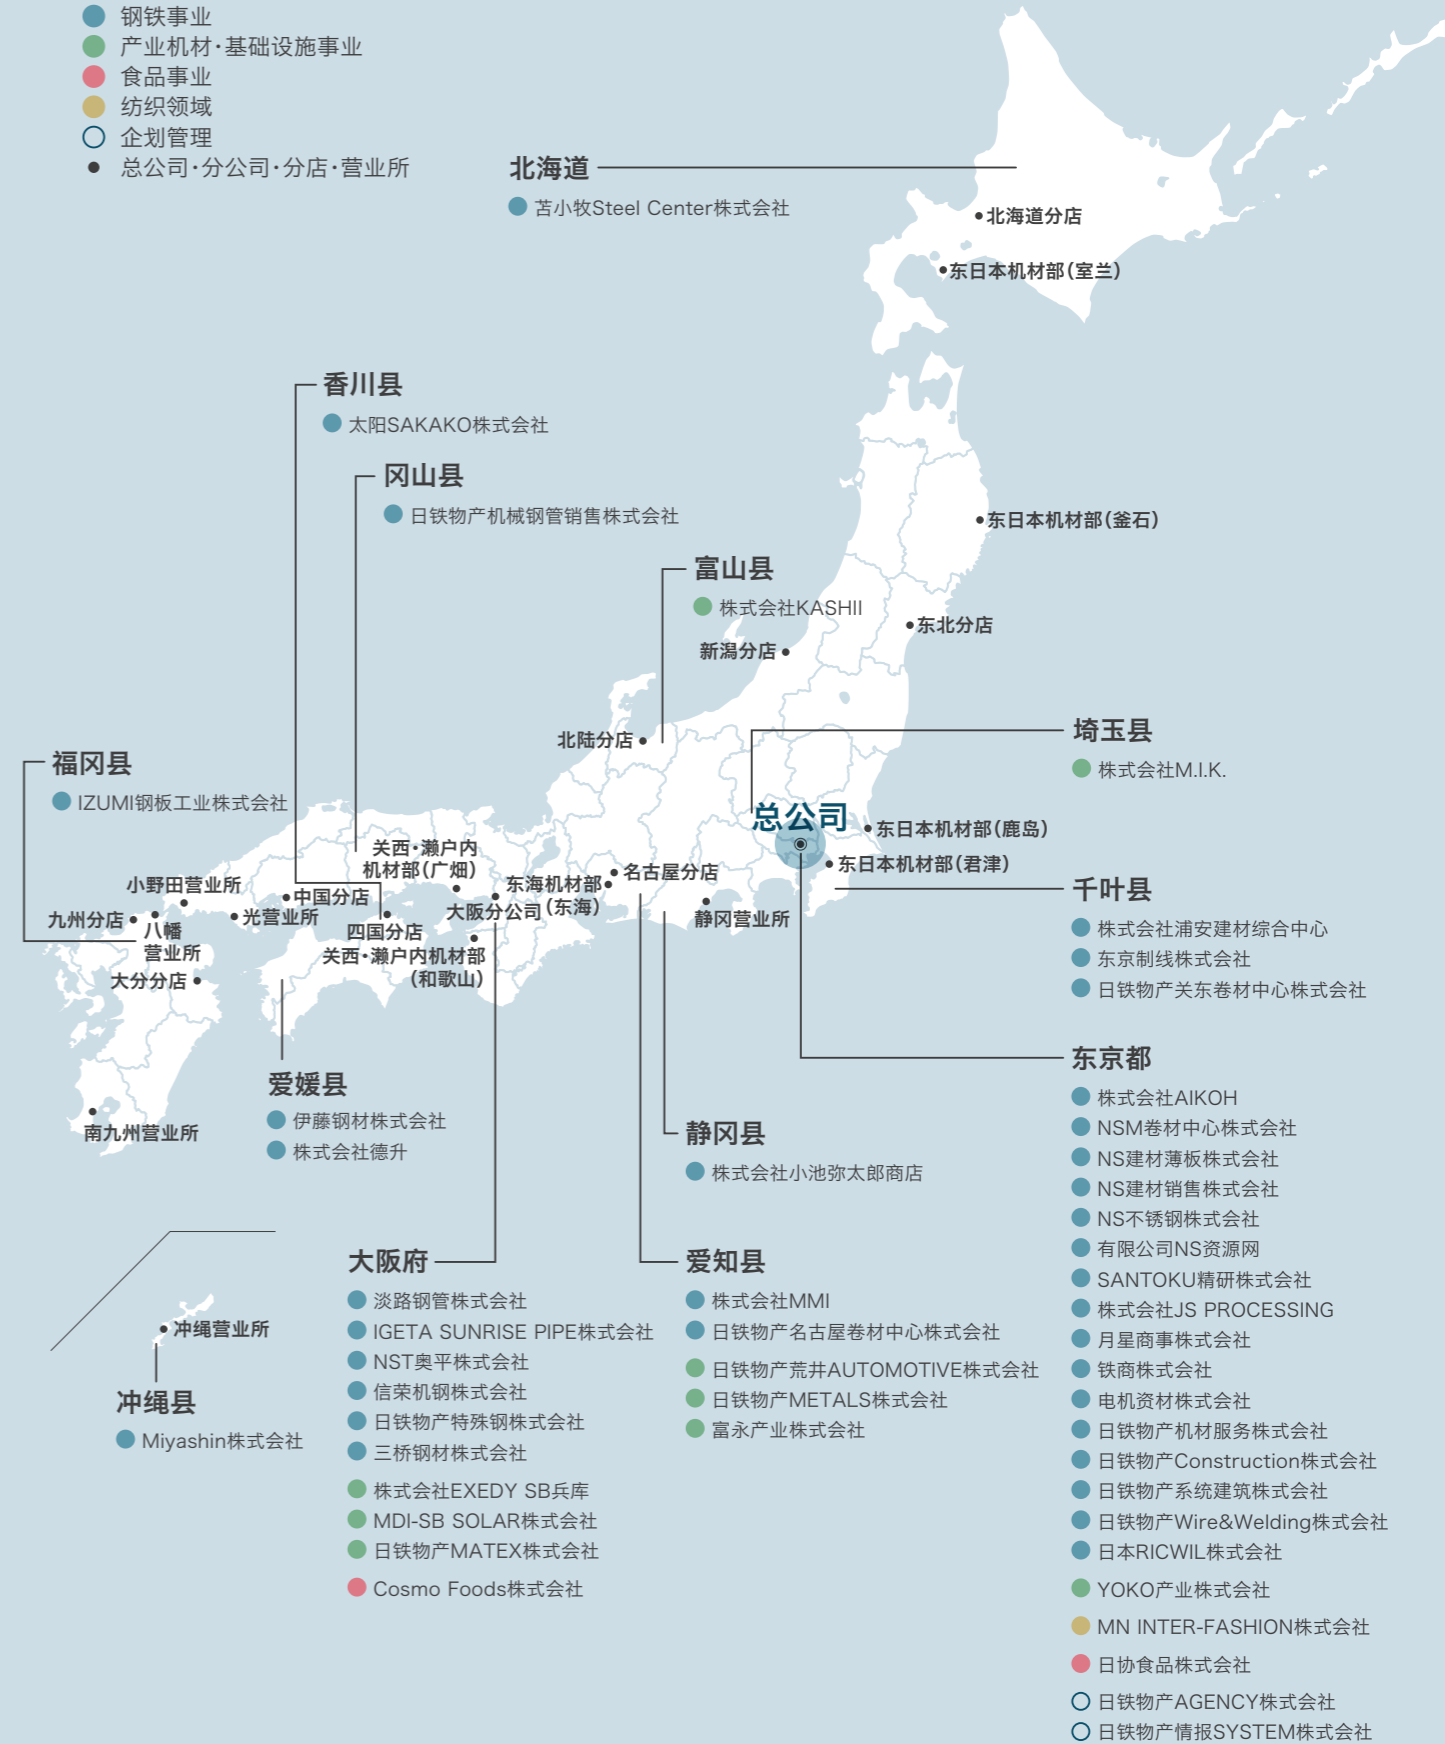 钢铁事业
产业机材·基础设施事业
食品事业
纺织领域
企划管理
总公司·分公司·分店·营业所
北海道
苫小牧Steel Center株式会社
北海道分店
东日本机材部(室兰)
香川县
太阳SAKAKO株式会社
冈山县
日铁物产机械钢管销售株式会社
东日本机材部(釜石)
富山县
株式会社KASHII
东北分店
新潟分店
北陆分店
埼玉县
株式会社M.I.K.
福冈县
IZUMI钢板工业株式会社
总公司
东日本机材部(鹿岛)
东日本机材部(君津)
关西·濑户内
机材部(广畑)
名古屋分店
东海机材部
(东海)
小野田营业所
中国分店
大阪分公司
静冈营业所
九州分店
八幡
营业所
光营业所
四国分店
关西·濑户内机材部
(和歌山)
大分分店
千叶县
株式会社浦安建材综合中心
东京制线株式会社
日铁物产关东卷材中心株式会社
爱媛县
伊藤钢材株式会社
株式会社德升
南九州营业所
静冈县
株式会社小池弥太郎商店
东京都
株式会社AIKOH
NSM卷材中心株式会社
NS建材薄板株式会社
NS建材销售株式会社
NS不锈钢株式会社
有限公司NS资源网
SANTOKU精研株式会社
株式会社JS PROCESSING
月星商事株式会社
铁商株式会社
电机资材株式会社
日铁物产机材服务株式会社
日铁物产Construction株式会社
日铁物产系统建筑株式会社
日铁物产Wire&Welding株式会社
日本RICWIL株式会社
YOKO产业株式会社
MN INTER-FASHION株式会社
日协食品株式会社
日铁物产AGENCY株式会社
日铁物产情报SYSTEM株式会社
大阪府
淡路钢管株式会社
IGETA SUNRISE PIPE株式会社
NST奥平株式会社
信荣机钢株式会社
日铁物产特殊钢株式会社
三桥钢材株式会社
株式会社EXEDY SB兵库
MDI-SB SOLAR株式会社
日铁物产MATEX株式会社
Cosmo Foods株式会社
爱知县
株式会社MMI
日铁物产名古屋卷材中心株式会社
日铁物产荒井AUTOMOTIVE株式会社
日铁物产METALS株式会社
富永产业株式会社
冲绳营业所
冲绳县
Miyashin株式会社